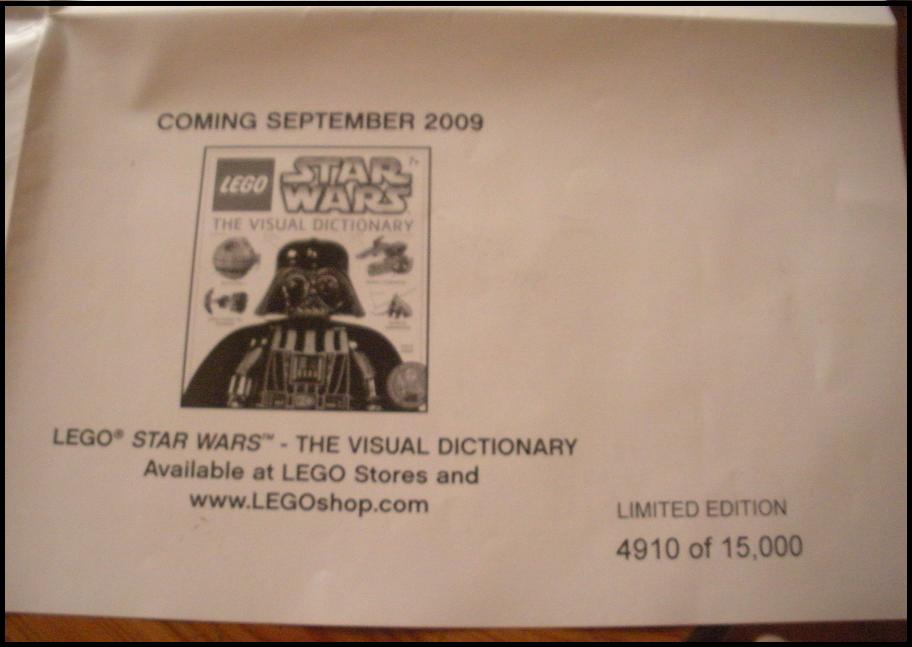 COMING SEPTEMBER 2009
LEGO
STAR
WARS
7+
THE VISUAL DICTIONARY
LEGO® STAR WARS™ - THE VISUAL DICTIONARY
Available at LEGO Stores and
www.LEGOshop.com
LIMITED EDITION
4910 of 15,000